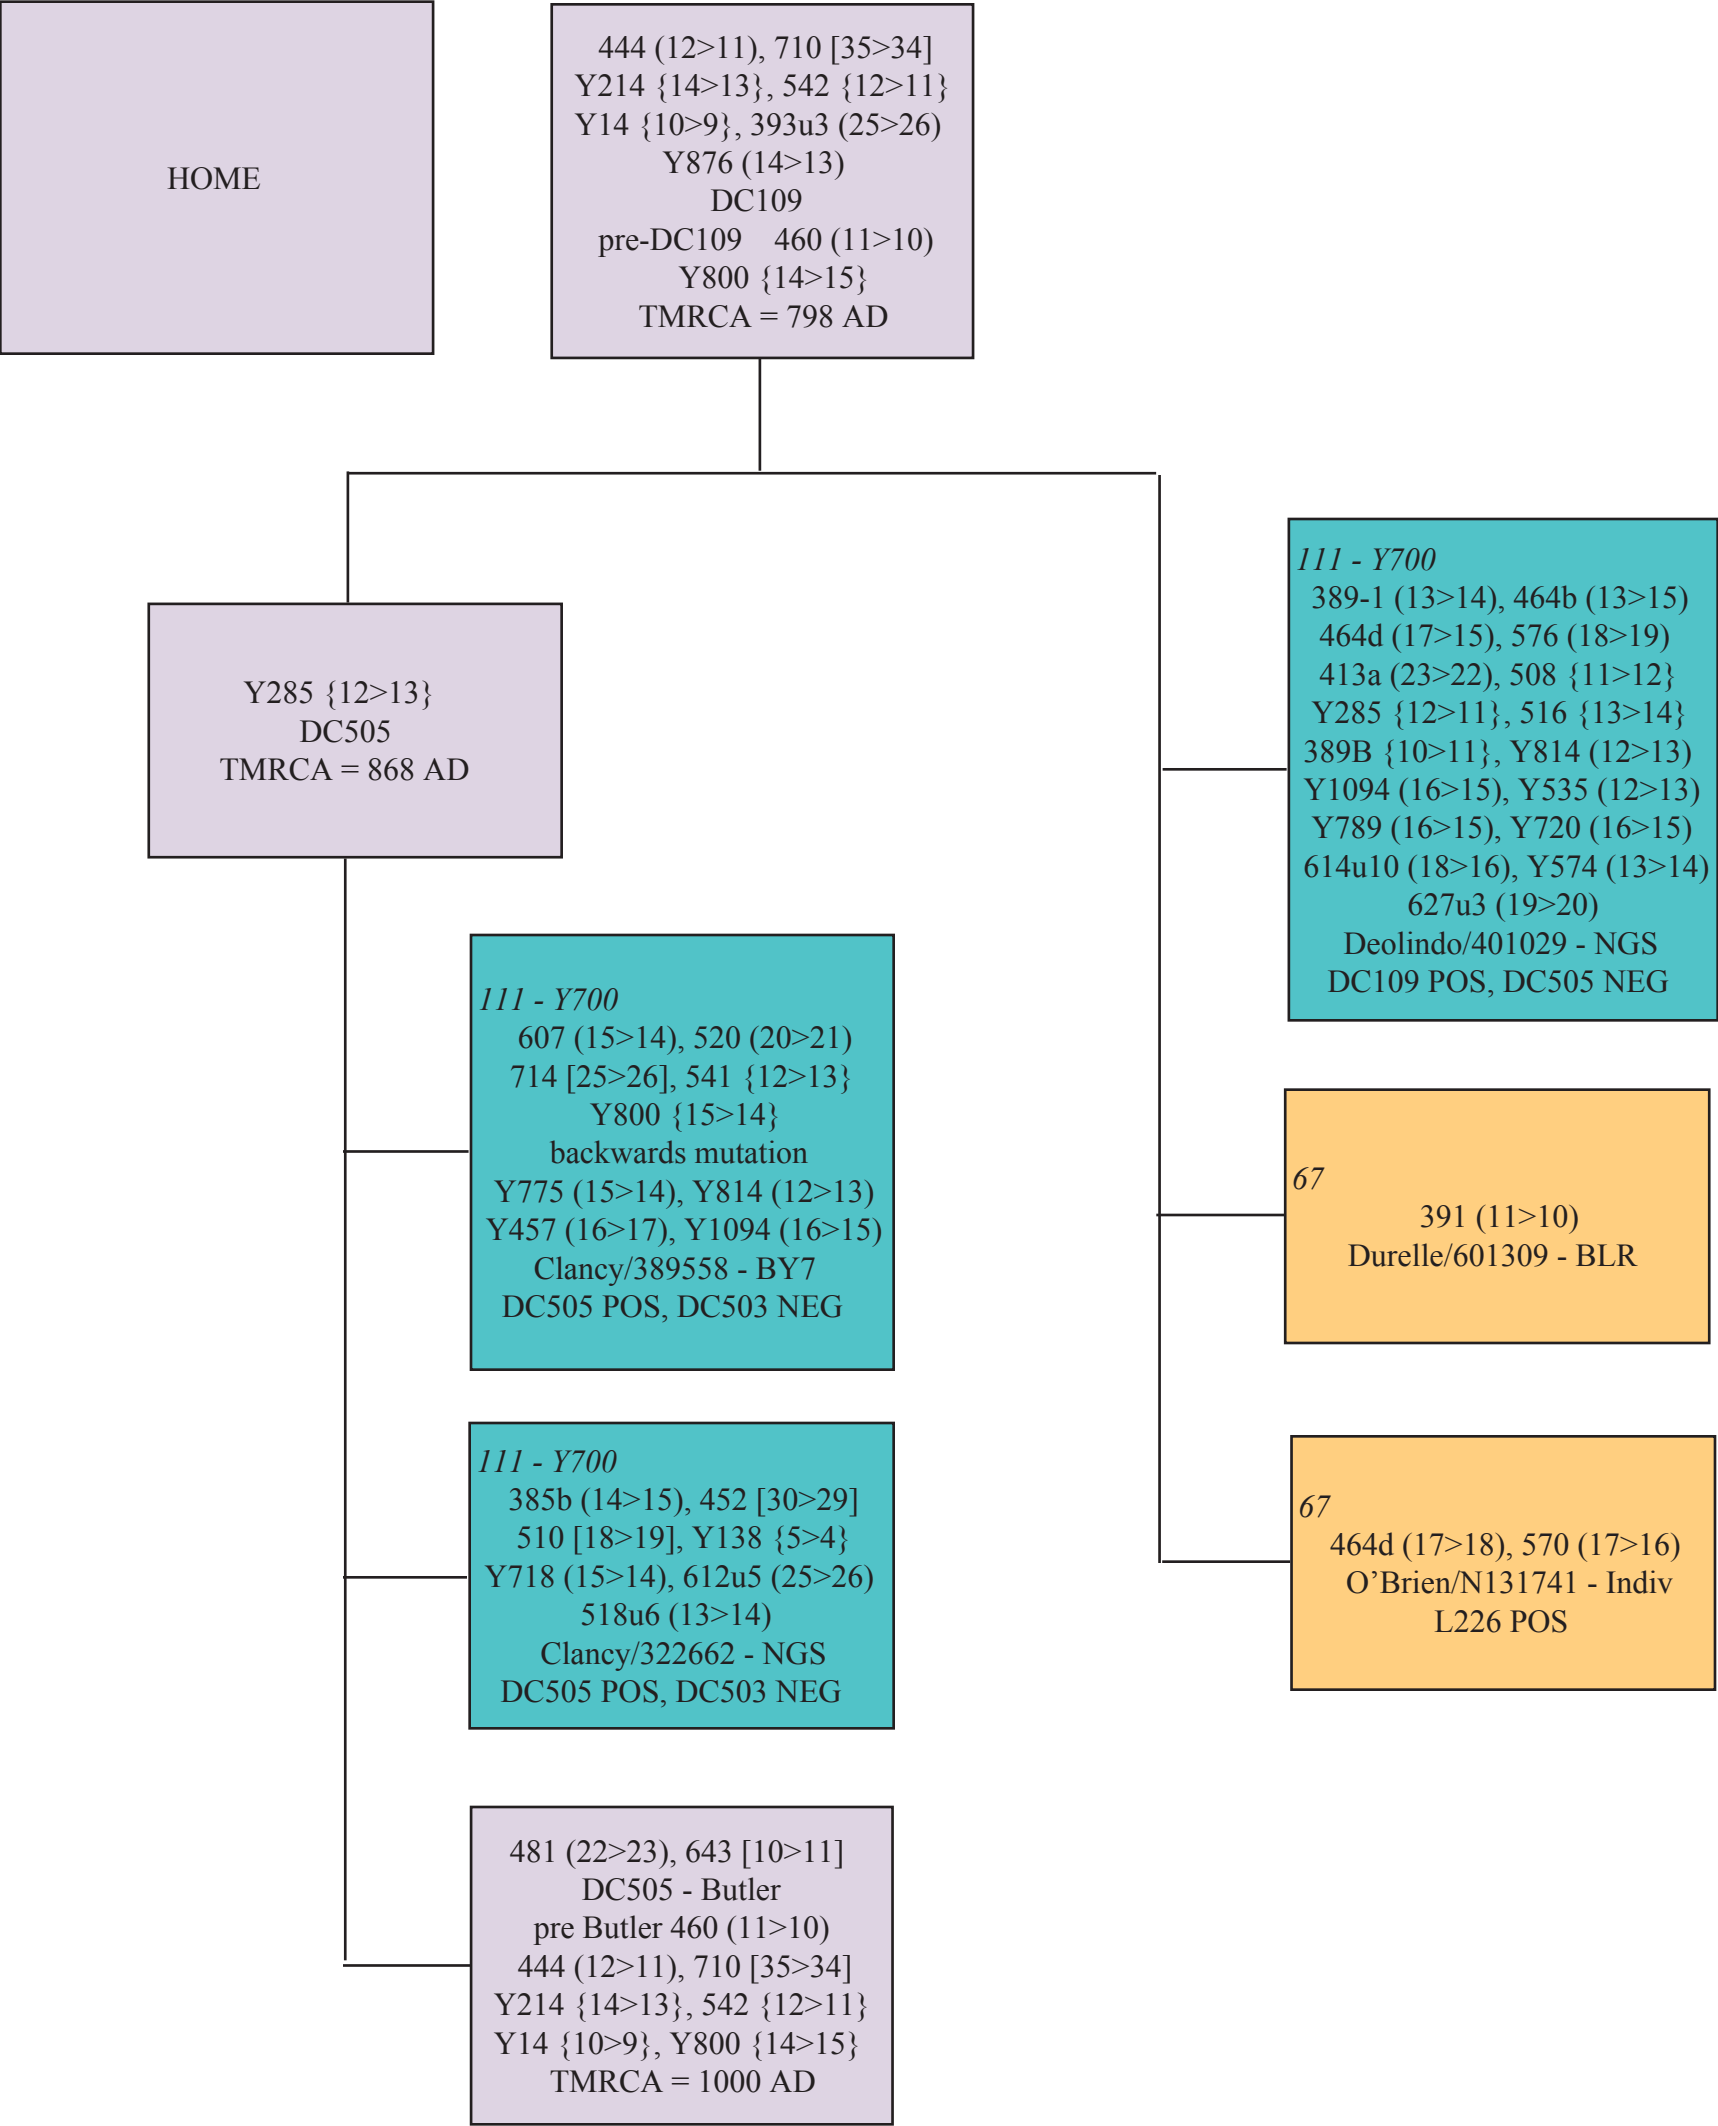 HOME
444 (12>11), 710 [35>34]
Y214 {14>13}, 542 {12>11}
Y14 {10>9}, 393u3 (25>26)
Y876 (14>13)
DC109
pre-DC109 460 (11>10)
Y800 {14>15}
TMRCA = 798 AD
Y285 {12>13}
DC505
TMRCA = 868 AD
111 - Y700
607 (15>14), 520 (20>21)
714 [25>26], 541 {12>13}
Y800 {15>14}
backwards mutation
Y775 (15>14), Y814 (12>13)
Y457 (16>17), Y1094 (16>15)
Clancy/389558 - BY7
DC505 POS, DC503 NEG
111 - Y700
385b (14>15), 452 [30>29]
510 [18>19], Y138 {5>4}
Y718 (15>14), 612u5 (25>26)
518u6 (13>14)
Clancy/322662 - NGS
DC505 POS, DC503 NEG
481 (22>23), 643 [10>11]
DC505 - Butler
pre Butler 460 (11>10)
444 (12>11), 710 [35>34]
Y214 {14>13}, 542 {12>11}
Y14 {10>9}, Y800 {14>15}
TMRCA = 1000 AD
111 - Y700
389-1 (13>14), 464b (13>15)
464d (17>15), 576 (18>19)
413a (23>22), 508 {11>12}
Y285 {12>11}, 516 {13>14}
389B {10>11}, Y814 (12>13)
Y1094 (16>15), Y535 (12>13)
Y789 (16>15), Y720 (16>15)
614u10 (18>16), Y574 (13>14)
627u3 (19>20)
Deolindo/401029 - NGS
DC109 POS, DC505 NEG
67
391 (11>10)
Durelle/601309 - BLR
67
464d (17>18), 570 (17>16)
O’Brien/N131741 - Indiv
L226 POS